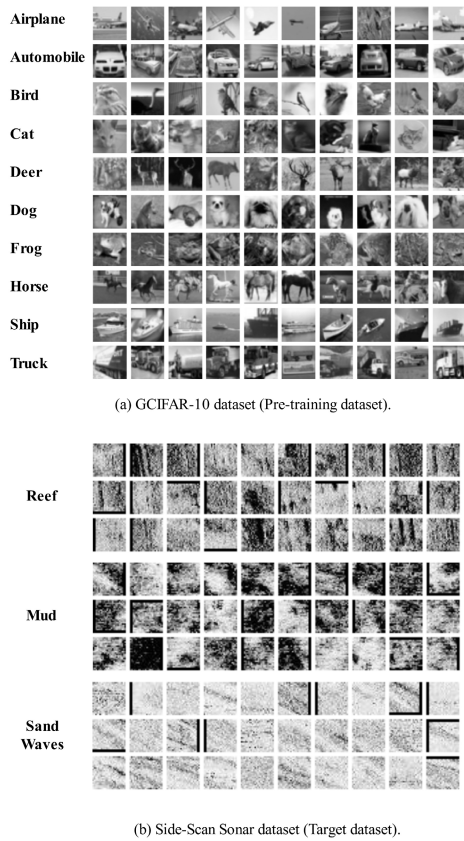 Airplane
Automobile
Bird
Cat
Deer
Dog
Frog
Horse
Ship
Truck
(a) GCIFAR-10 dataset (Pre-training dataset).
Reef
Mud
Sand
Waves
(b) Side-Scan Sonar dataset (Target dataset).